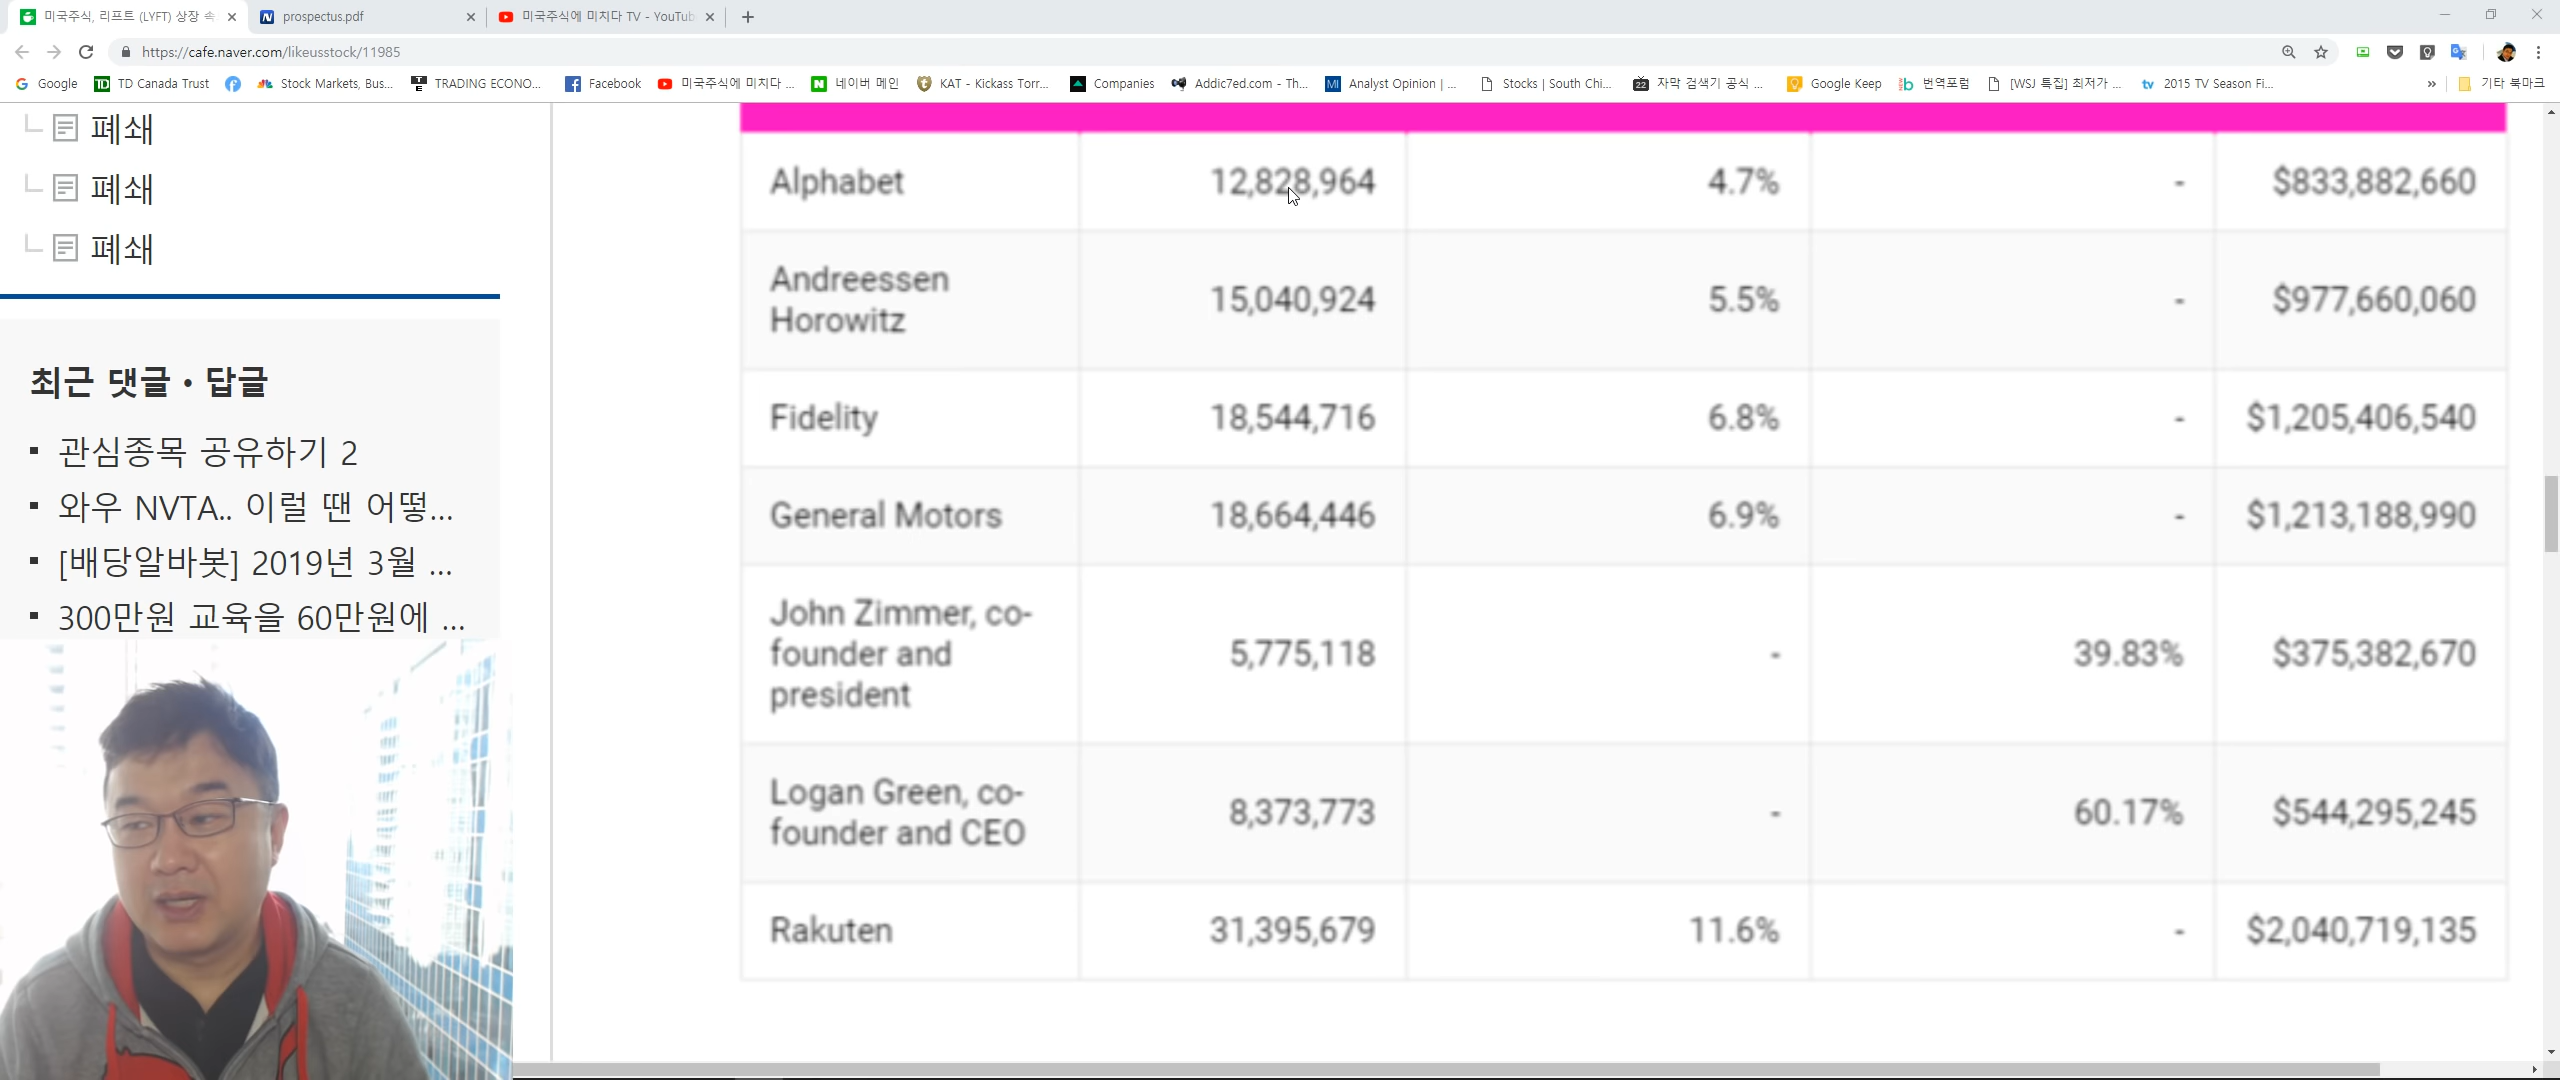 미국주식, 리프트 (LYFT) 상장 속
prospectus.pdf
미국주식에 미치다 TV - YouTub
https://cafe.naver.com/likeusstock/11985
Google
TD Canada Trust
Stock Markets, Bus...
TRADING ECONO...
Facebook
미국주식에 미치다 ...
네이버 메인
KAT - Kickass Torr...
Companies
Addic7ed.com - Th...
Analyst Opinion | ...
Stocks | South Chi...
자막 검색기 공식 ...
Google Keep
번역포럼
[WSJ 특집] 최저가 ...
2015 TV Season Fi...
»
기타 북마크
폐쇄
폐쇄
폐쇄
최근 댓글 • 답글
관심종목 공유하기 2
와우 NVTA.. 이럴 땐 어떻...
[배당알바봇] 2019년 3월 ...
300만원 교육을 60만원에 ...
Alphabet 12,828,964 4.7% - $833,882,660
Andreessen
Horowitz 15,040,924 5.5% - $977,660,060
Fidelity 18,544,716 6.8% - $1,205,406,540
General Motors 18,664,446 6.9% - $1,213,188,990
John Zimmer, co-
founder and 5,775,118 - 39.83% $375,382,670
president
Logan Green, co-
founder and CEO 8,373,773 - 60.17% $544,295,245
Rakuten 31,395,679 11.6% - $2,040,719,135